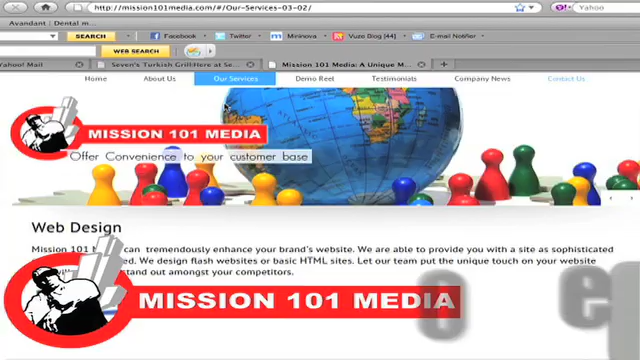 http://mission101media.com/#/Our-Services-03-02/
Yahoo
Avandant | Dental m
SEARCH
Facebook
Twitter
Mininova
Vuze Blog [44]
E-mail Notifier
WEB SEARCH
Yahoo! Mail
Seven's Turkish Grill
Here at Se
Mission 101 Media: A Unique M...
Home
About Us
Our Services
Demo Reel
Testimonials
Company News
Contact Us
MISSION 101 MEDIA
Offer Convenience to your customer base
Web Design
Mission 101 M can tremendously enhance your brand's website. We are able to provide you with a site as sophisticated
ed. We design flash websites or basic HTML sites. Let our team put the unique touch on your website
and out amongst your competitors.
MISSION 101 MEDIA
e